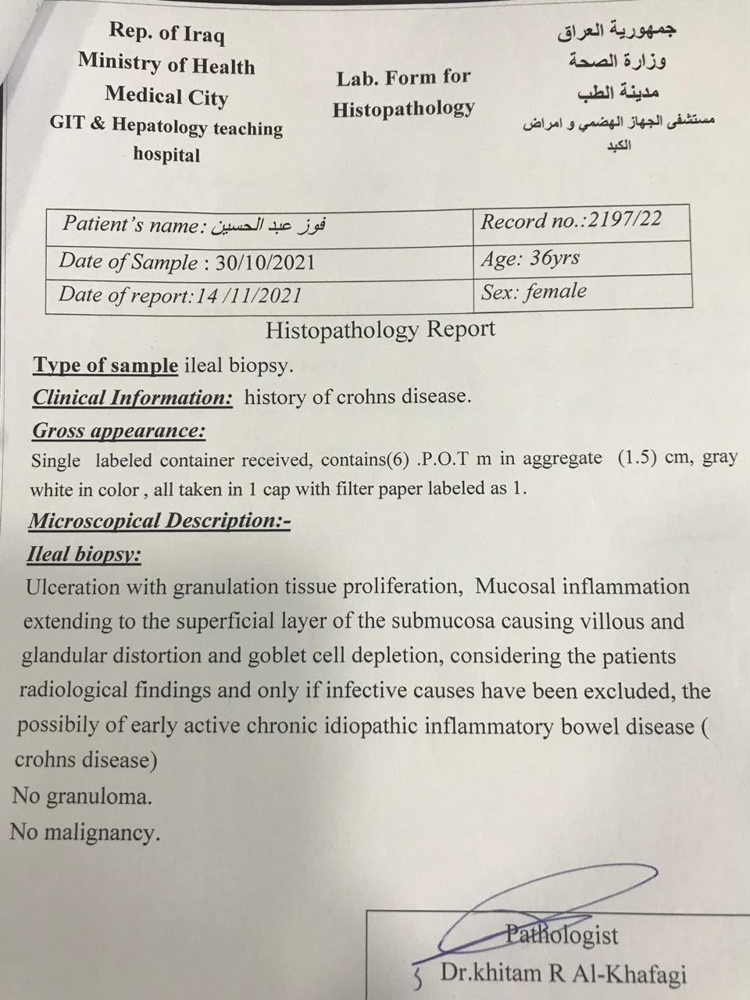 Rep. of Iraq
Ministry of Health
Medical City
GIT & Hepatology teaching
hospital
Lab. Form for
Histopathology
جمهورية العراق
وزارة الصحة
مدينة الطب
مستشفى الجهاز الهضمي و امراض
الكبد
Patient's name: فوز عبد الحسين
Record no.:2197/22
Date of Sample : 30/10/2021
Age: 36yrs
Date of report:14 /11/2021
Sex: female
Histopathology Report
Type of sample ileal biopsy.
Clinical Information: history of crohns disease.
Gross appearance:
Single labeled container received, contains(6) .P.O.T m in aggregate (1.5) cm, gray
white in color , all taken in 1 cap with filter paper labeled as 1.
Microscopical Description:-
Ileal biopsy:
Ulceration with granulation tissue proliferation, Mucosal inflammation
extending to the superficial layer of the submucosa causing villous and
glandular distortion and goblet cell depletion, considering the patients
radiological findings and only if infective causes have been excluded, the
possibily of early active chronic idiopathic inflammatory bowel disease (
crohns disease)
No granuloma.
No malignancy.
Pathologist
Dr.khitam R Al-Khafagi